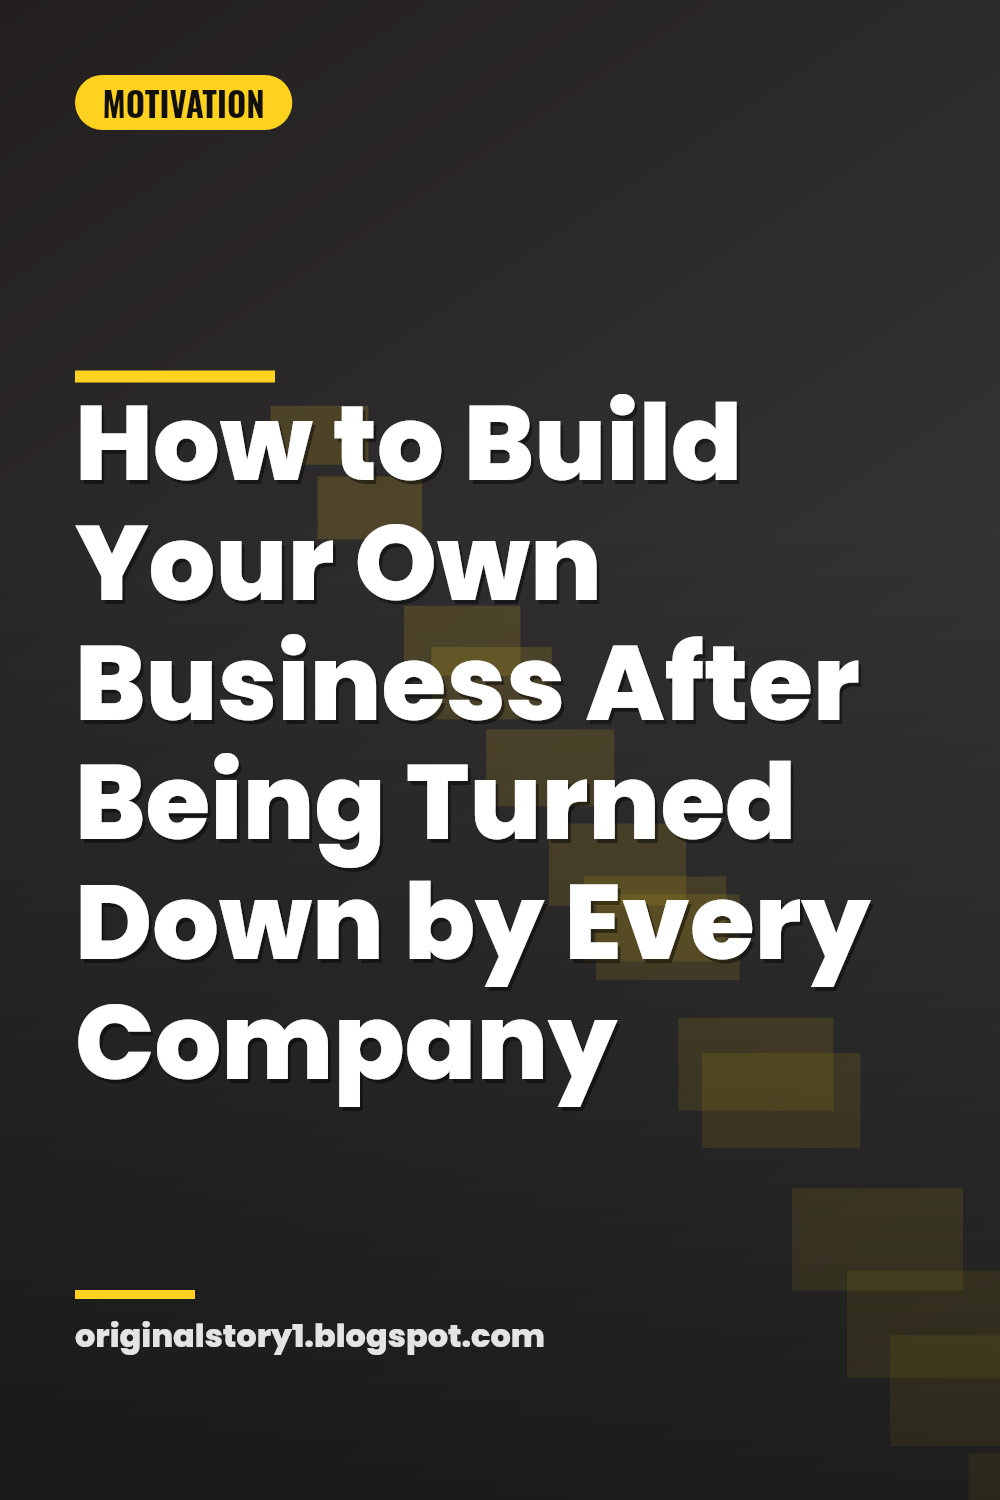 MOTIVATION
How to Build
Your Own
Business After
Being Turned
Down by Every
Company
originalstory1.blogspot.com